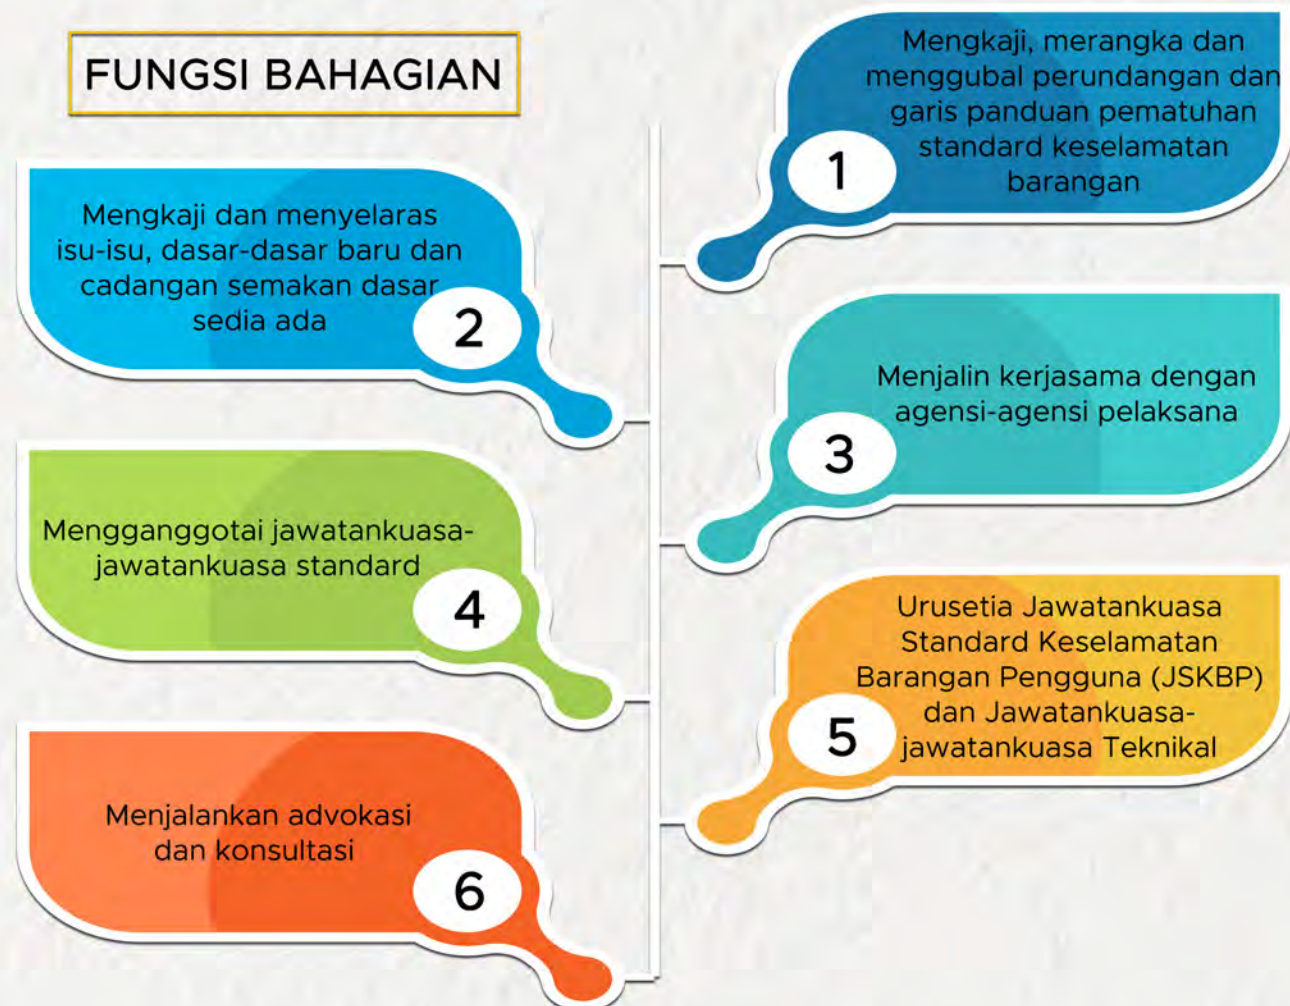 FUNGSI BAHAGIAN
1
Mengkaji, merangka dan
menggubal perundangan dan
garis panduan pematuhan
standard keselamatan
barangan
2
Mengkaji dan menyelaras
isu-isu, dasar-dasar baru dan
cadangan semakan dasar
sedia ada
3
Menjalin kerjasama dengan
agensi-agensi pelaksana
4
Mengganggotai jawatankuasa-
jawatankuasa standard
5
Urusetia Jawatankuasa
Standard Keselamatan
Barangan Pengguna (JSKBP)
dan Jawatankuasa-
jawatankuasa Teknikal
6
Menjalankan advokasi
dan konsultasi